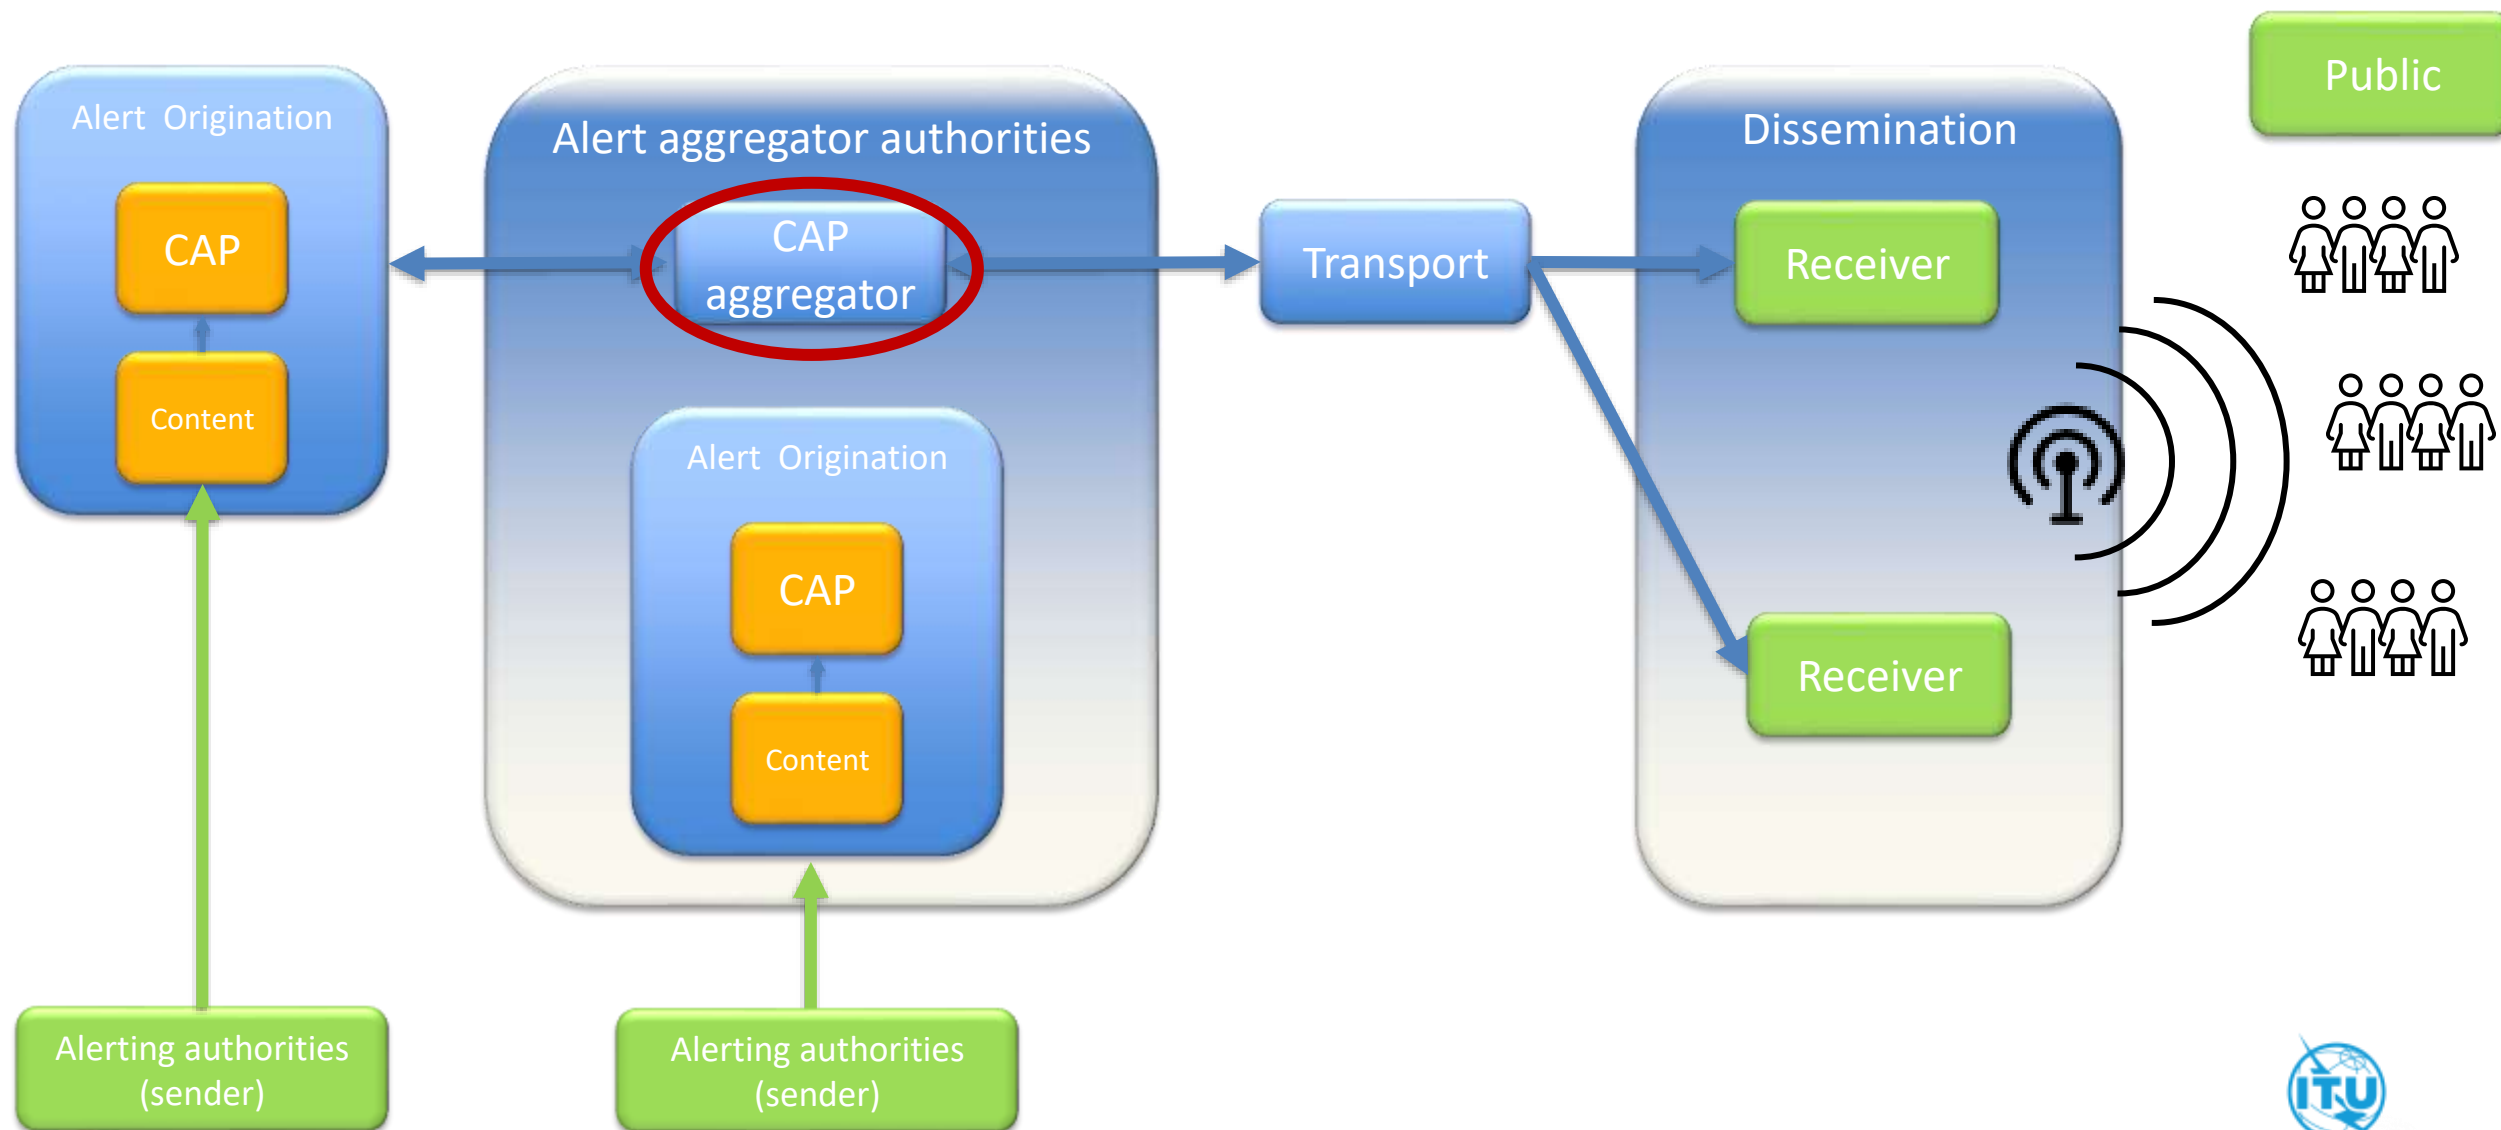 Alert Origination
CAP
Content
Alerting authorities
(sender)
Alert aggregator authorities
CAP
aggregator
Alert Origination
CAP
Content
Alerting authorities
(sender)
Transport
Dissemination
Receiver
Receiver
Public
ITU